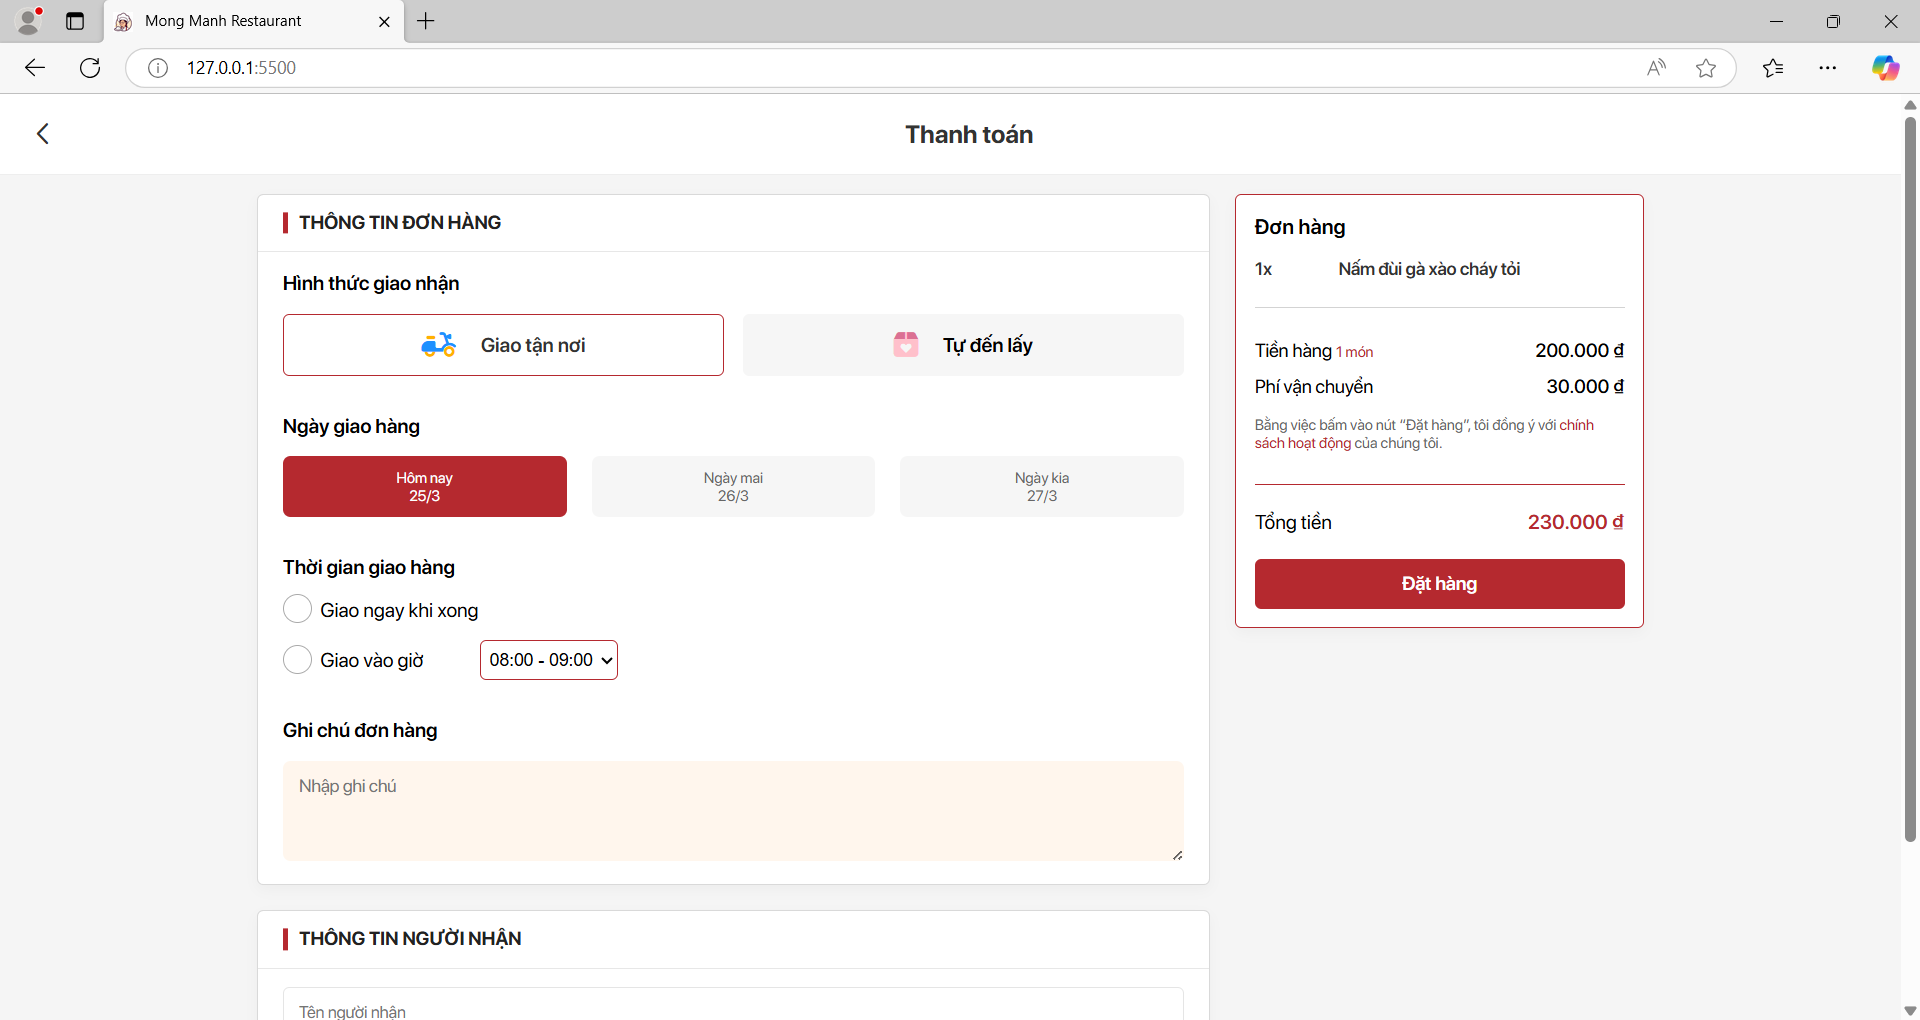 Mong Manh Restaurant
127.0.0.1:5500
Thanh toán
THÔNG TIN ĐƠN HÀNG
Hình thức giao nhận
Giao tận nơi
Tự đến lấy
Ngày giao hàng
Hôm nay
25/3
Ngày mai
26/3
Ngày kia
27/3
Thời gian giao hàng
Giao ngay khi xong
Giao vào giờ
08:00 - 09:00
Ghi chú đơn hàng
Nhập ghi chú
THÔNG TIN NGƯỜI NHẬN
Tên người nhận
Đơn hàng
1x Nấm đùi gà xào cháy tỏi
Tiền hàng 1 món 200.000 ₫
Phí vận chuyển 30.000 ₫
Bằng việc bấm vào nút “Đặt hàng”, tôi đồng ý với chính
sách hoạt động của chúng tôi.
Tổng tiền 230.000 ₫
Đặt hàng